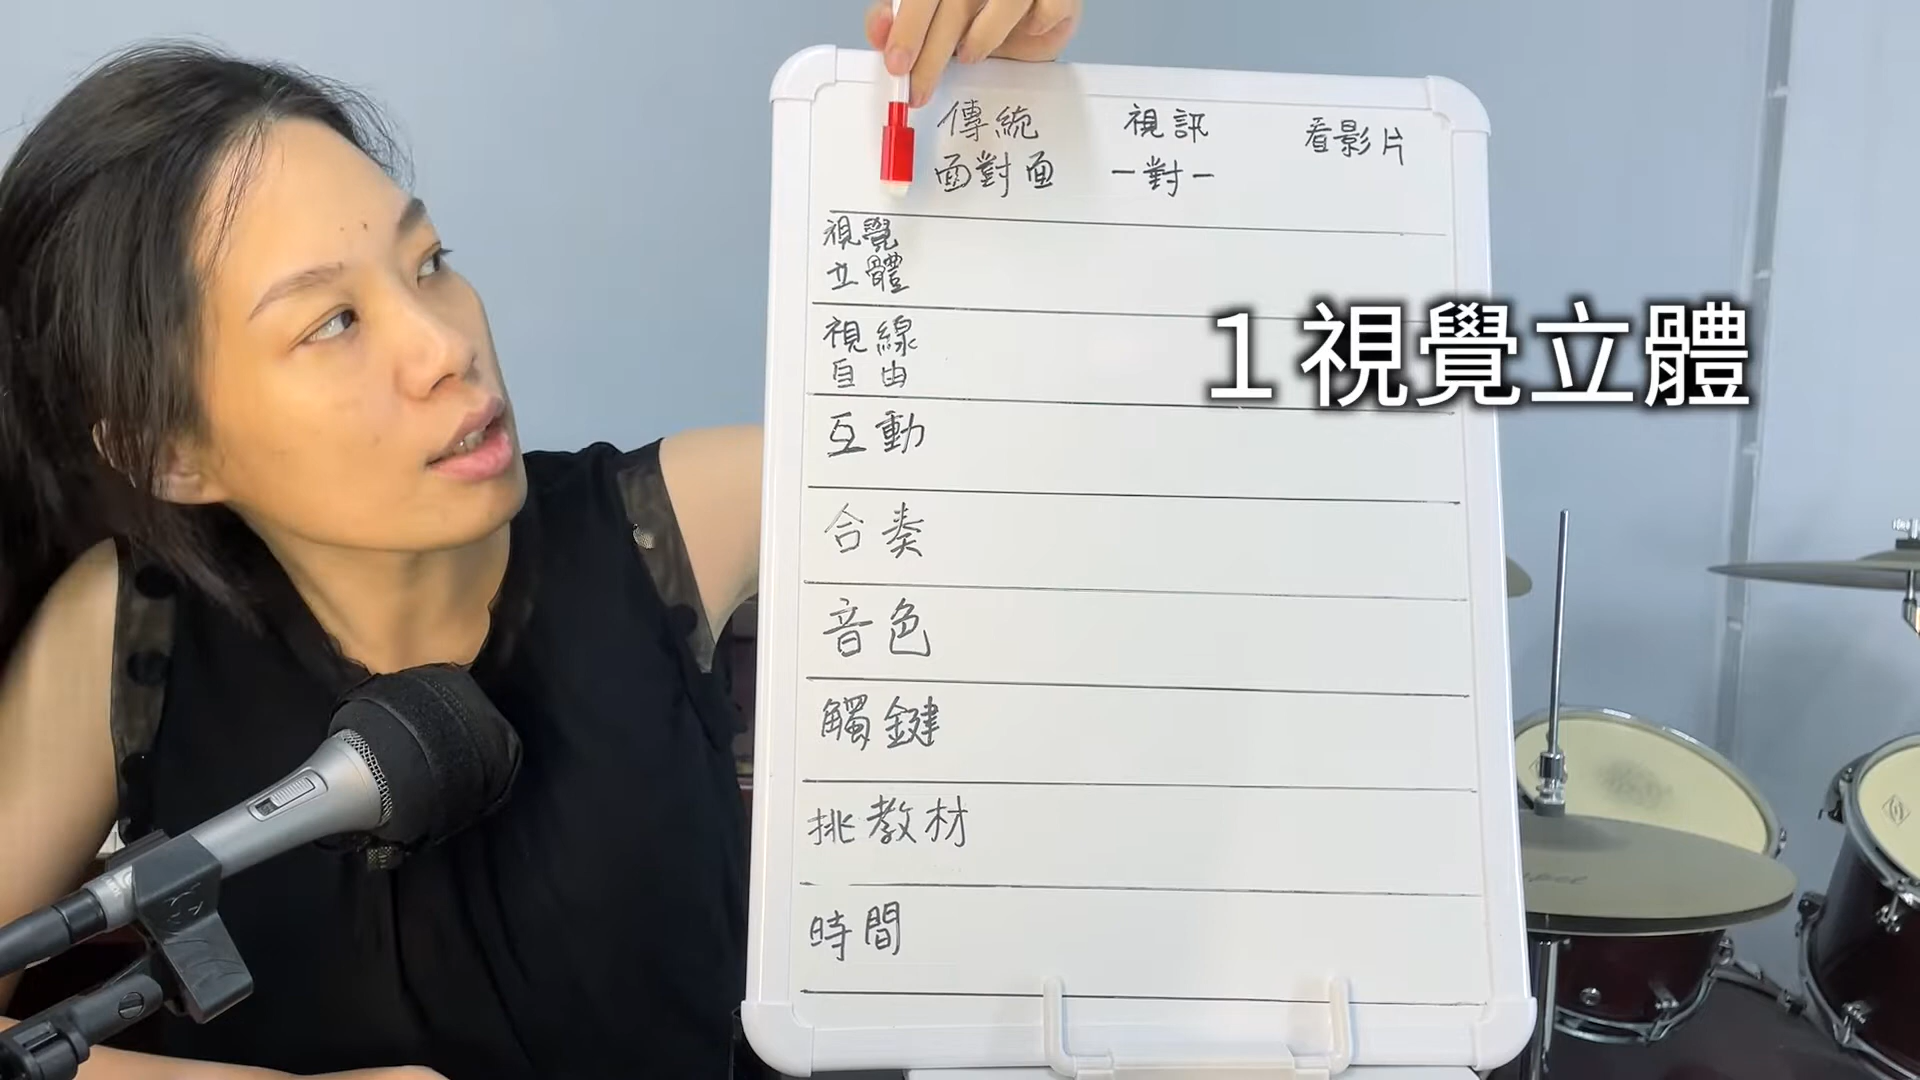 傳統
面對面
視訊
一對一
看影片
視覺
立體
視線
自由
互動
合奏
音色
觸鍵
挑教材
時間
1視覺立體